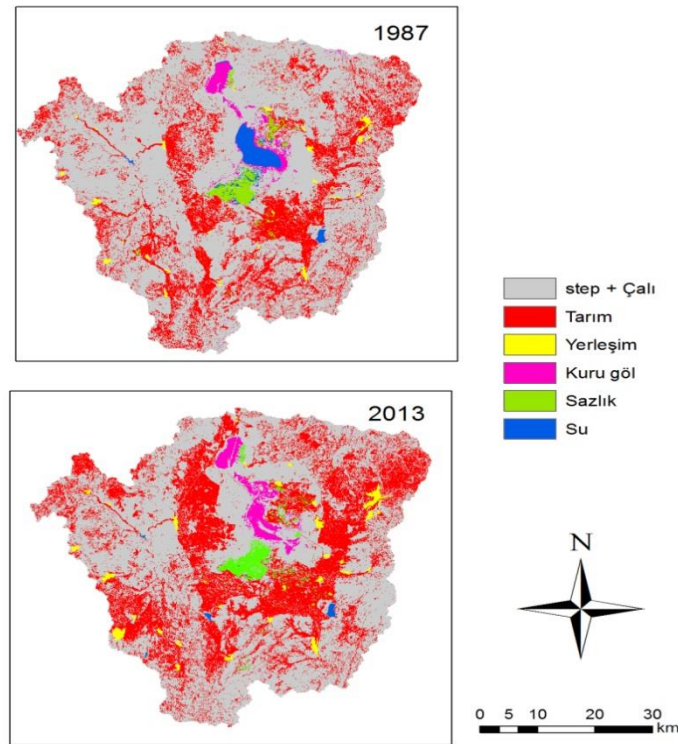 1987
step + Çalı
Tarım
Yerleşim
Kuru göl
Sazlık
Su
2013
N
0 5 10 20 30
km